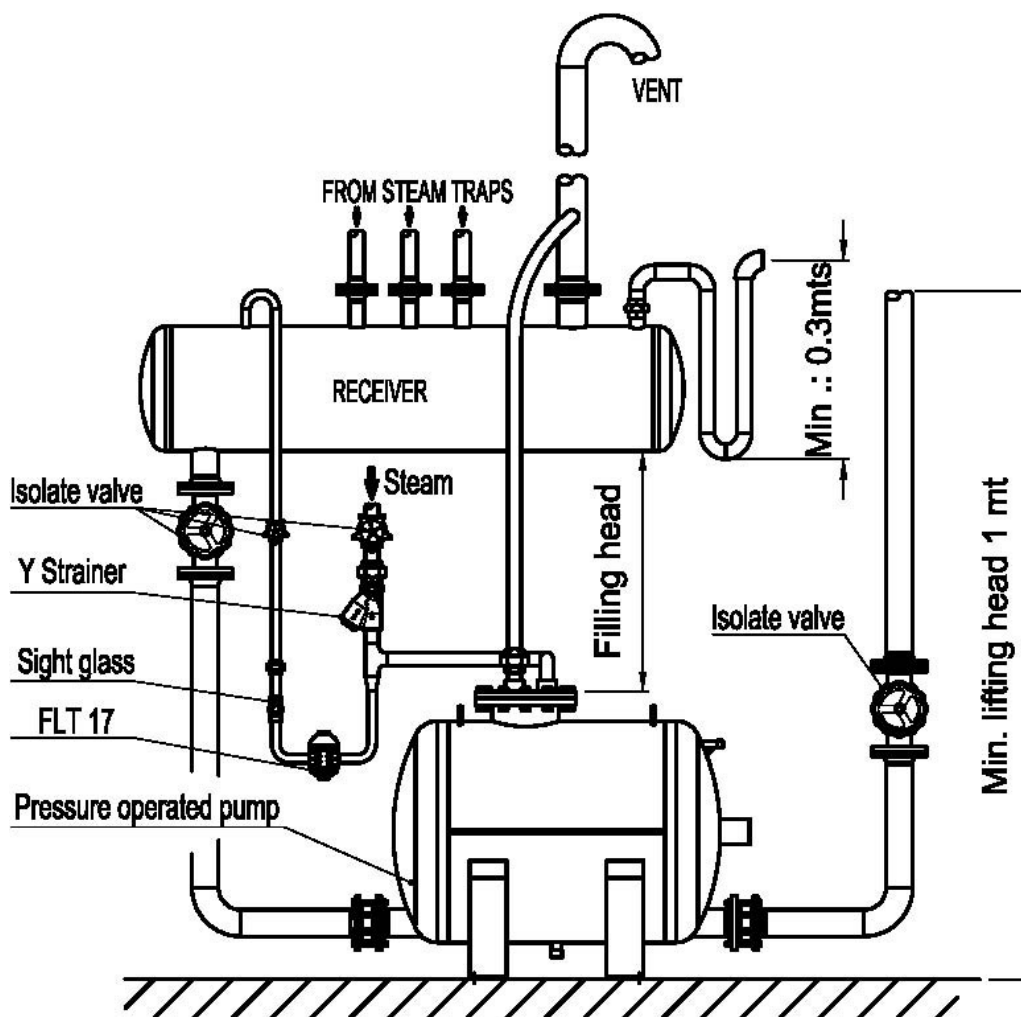 VENT
FROM STEAM TRAPS
RECEIVER
Min .: 0.3mts
Steam
Isolate valve
Y Strainer
Filling head
Isolate valve
Sight glass
FLT 17
Min. lifting head 1 mt
Pressure operated pump